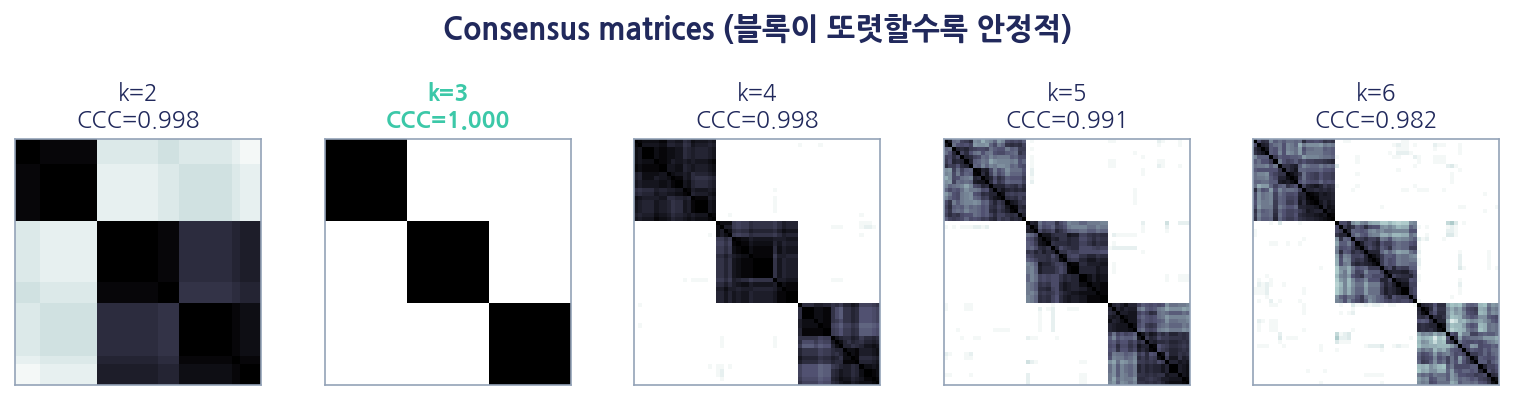 Consensus matrices (블록이 또렷할수록 안정적)
k=2
CCC=0.998
k=3
CCC=1.000
k=4
CCC=0.998
k=5
CCC=0.991
k=6
CCC=0.982